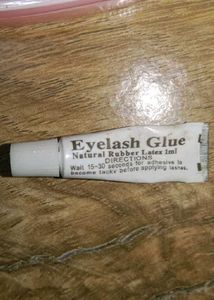 Eyelash Glue
Natural Rubber Latex 1ml
DIRECTIONS
Wait 15-30 seconds for adhesive to
become tacky before applying lashes.